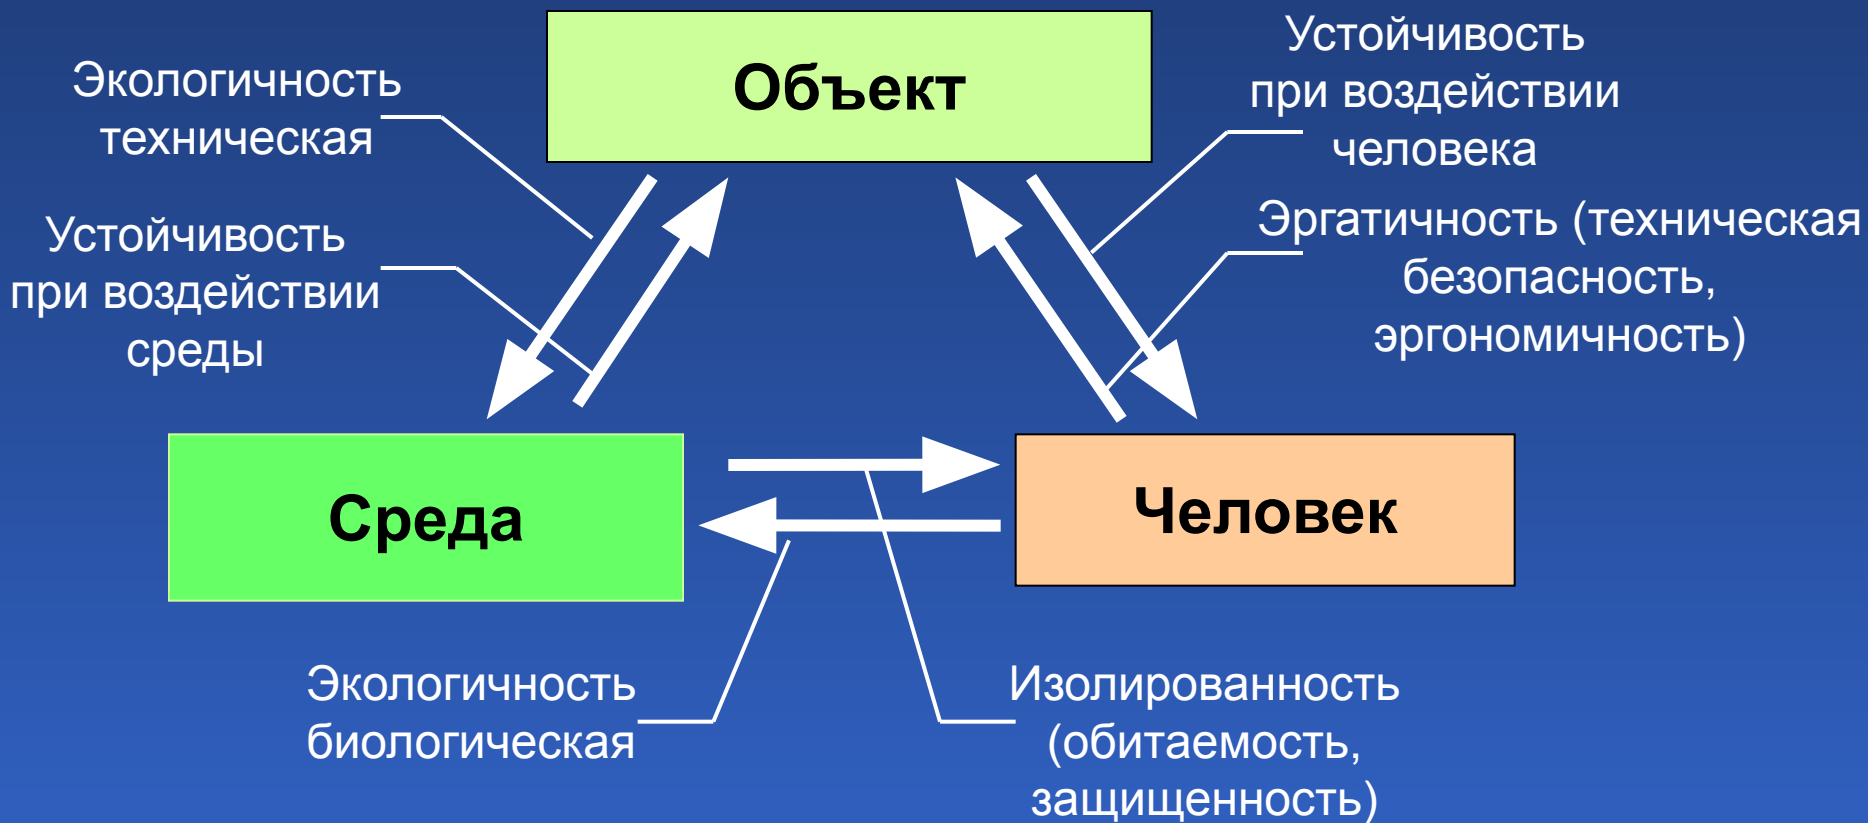 Объект
Экологичность
техническая
Устойчивость
при воздействии
среды
Устойчивость
при воздействии
человека
Эргатичность (техническая
безопасность,
эргономичность)
Среда
Человек
Экологичность
биологическая
Изолированность
(обитаемость,
защищенность)